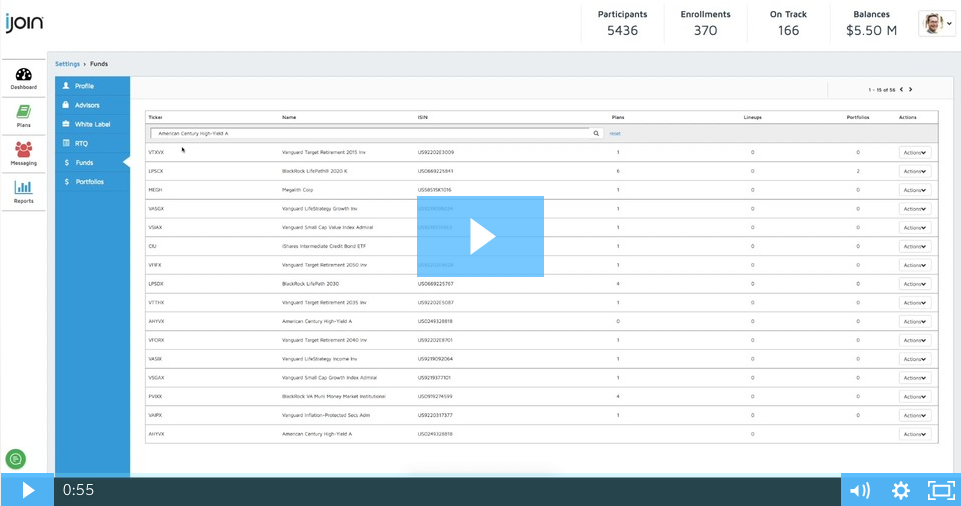 ijOIN
Participants Enrollments On Track Balances
5436 370 166 $5.50 M
Settings › Funds
Dashboard
Plans
Messaging
Reports
Profile
Advisors
White Label
RTQ
Funds
Portfolios
1 - 15 of 56
Ticker Name ISIN Plans Lineups Portfolios Actions
American Century High-Yield A reset
VTXVX Vanguard Target Retirement 2015 Inv US92202E3009 1 0 0 Actions
LPSCX BlackRock LifePath® 2020 K US0669225841 6 0 2 Actions
MEGH Megalith Corp US58515K1016 1 0 0 Actions
VASGX Vanguard LifeStrategy Growth Inv 1 0 0 Actions
VSIAX Vanguard Small Cap Value Index Admiral 1 0 0 Actions
CIU iShares Intermediate Credit Bond ETF 1 0 0 Actions
VFIFX Vanguard Target Retirement 2050 Inv 1 0 0 Actions
LPSDX BlackRock LifePath 2030 US0669225767 4 0 0 Actions
VTTHX Vanguard Target Retirement 2035 Inv US92202E5087 1 0 0 Actions
AHYVX American Century High-Yield A US0249328818 0 0 0 Actions
VFORX Vanguard Target Retirement 2040 Inv US92202E8701 1 0 0 Actions
VASIX Vanguard LifeStrategy Income Inv US9219092064 1 0 0 Actions
VSGAX Vanguard Small Cap Growth Index Admiral US9219377101 1 0 0 Actions
PVIXX BlackRock VA Muni Money Market Institutional US0919274599 4 0 0 Actions
VAIPX Vanguard Inflation-Protected Secs Adm US9220317377 1 0 0 Actions
AHYVX American Century High-Yield A US0249328818 0 Actions
0:55